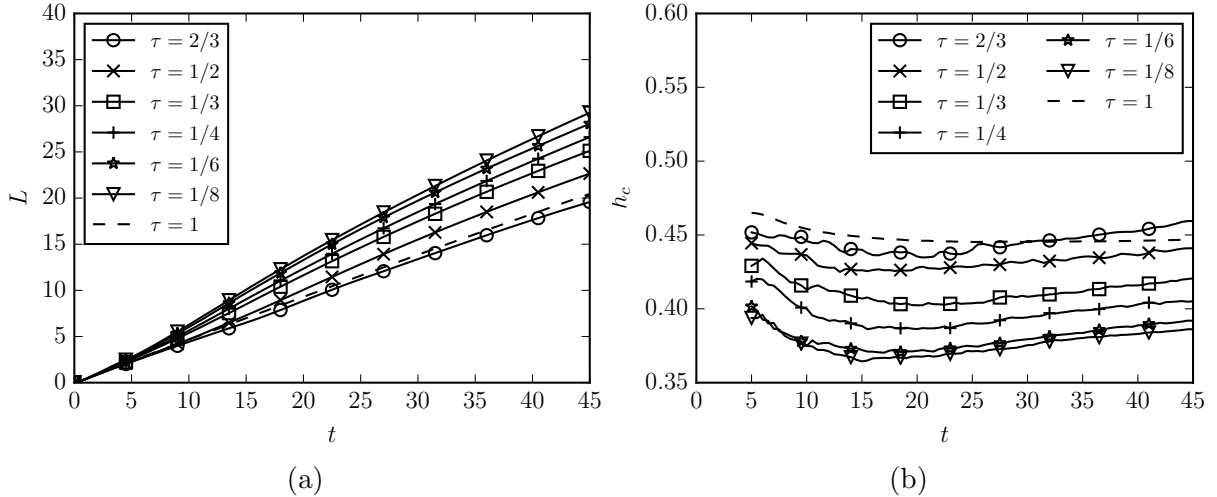 40
35
30
25
20
15
10
5
0
L
τ = 2/3
τ = 1/2
τ = 1/3
τ = 1/4
τ = 1/6
τ = 1/8
τ = 1
0 5 10 15 20 25 30 35 40 45
t
(a)
0.60
0.55
0.50
0.45
0.40
0.35
h_c
τ = 2/3
τ = 1/2
τ = 1/3
τ = 1/4
τ = 1/6
τ = 1/8
τ = 1
0 5 10 15 20 25 30 35 40 45
t
(b)